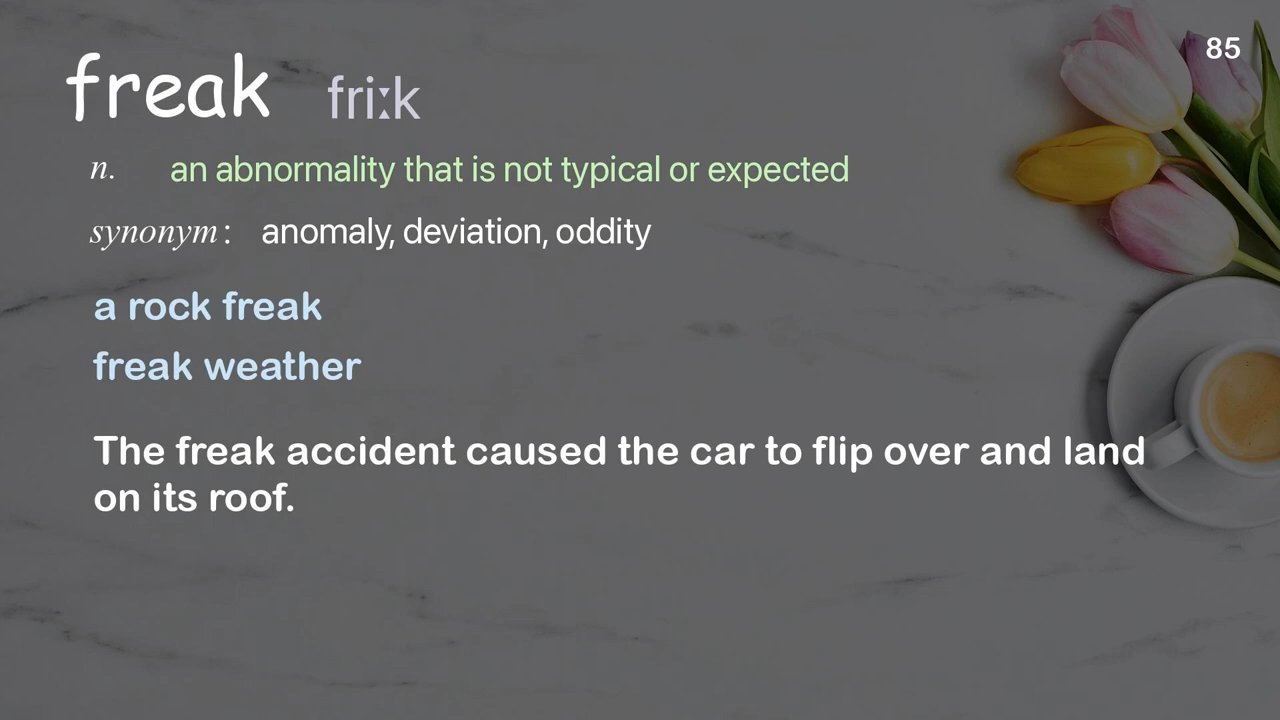 85
freak friːk
n. an abnormality that is not typical or expected
synonym: anomaly, deviation, oddity
a rock freak
freak weather
The freak accident caused the car to flip over and land
on its roof.